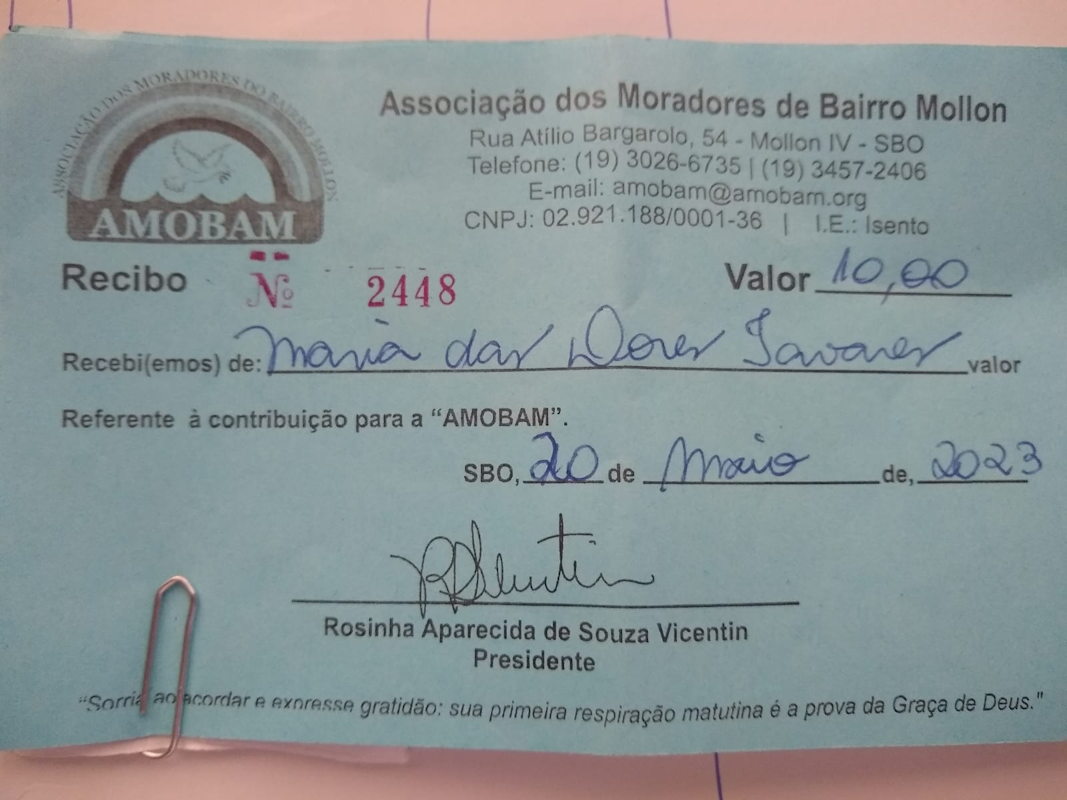 ASSOCIAÇÃO DOS MORADORES DO BAIRRO MOLLON
AMOBAM
Associação dos Moradores de Bairro Mollon
Rua Atílio Bargarolo, 54 - Mollon IV - SBO
Telefone: (19) 3026-6735 | (19) 3457-2406
E-mail: amobam@amobam.org
CNPJ: 02.921.188/0001-36 | I.E.: Isento
Recibo Nº 2448 Valor 10,00
Recebi(emos) de: Maria das Dores Tavares valor
Referente à contribuição para a “AMOBAM”.
SBO, 20 de Maio de, 2023
Rosinha Aparecida de Souza Vicentin
Presidente
“Sorria ao acordar e expresse gratidão: sua primeira respiração matutina é a prova da Graça de Deus."